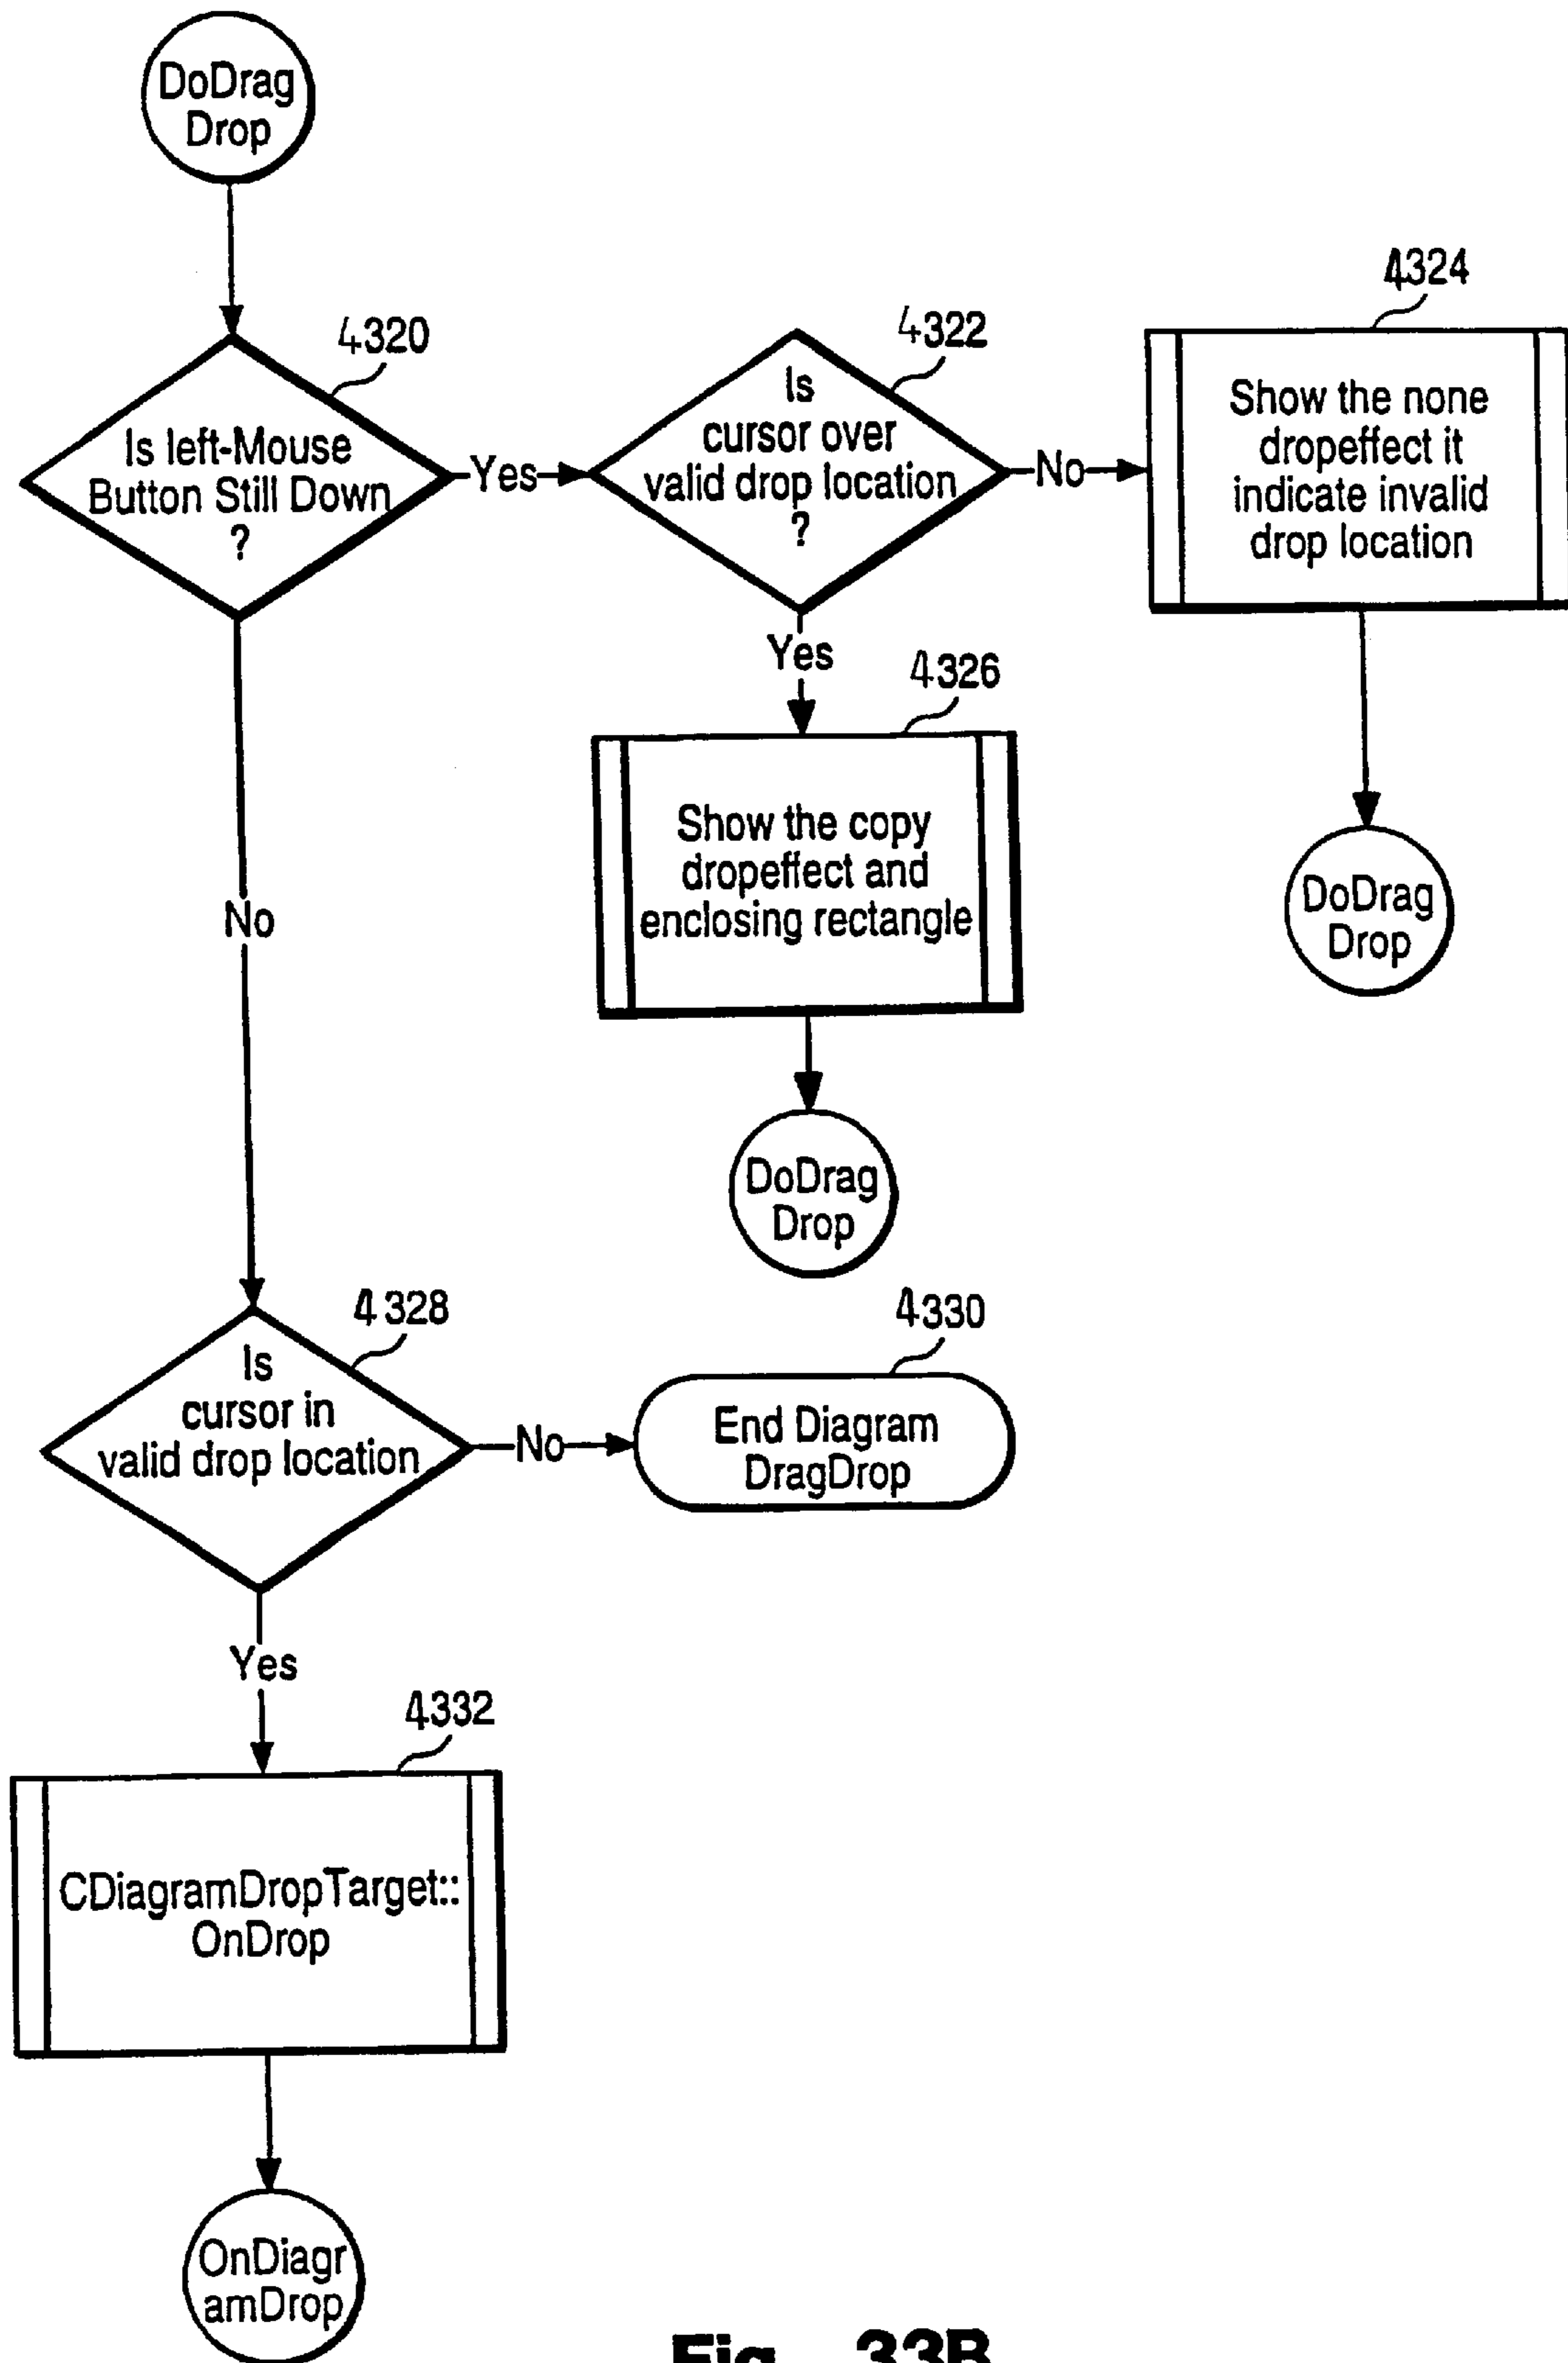 DoDrag
Drop
4320
Is left-Mouse
Button Still Down
?
Yes
4322
Is
cursor over
valid drop location
?
No
4324
Show the none
dropeffect it
indicate invalid
drop location
DoDrag
Drop
Yes
4326
Show the copy
dropeffect and
enclosing rectangle
DoDrag
Drop
No
4328
Is
cursor in
valid drop location
No
4330
End Diagram
DragDrop
Yes
4332
CDiagramDropTarget::
OnDrop
OnDiagr
amDrop
Fig. 33B